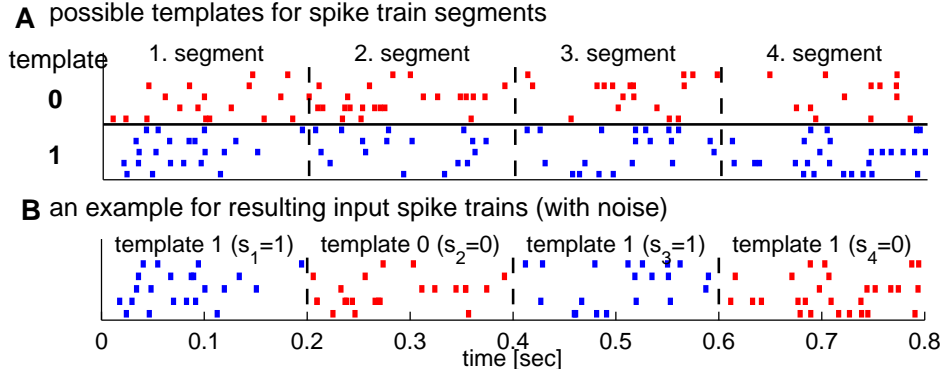 A possible templates for spike train segments
template 1. segment 2. segment 3. segment 4. segment
0
1
B an example for resulting input spike trains (with noise)
template 1 (s1=1) template 0 (s2=0) template 1 (s3=1) template 1 (s4=0)
0 0.1 0.2 0.3 0.4 0.5 0.6 0.7 0.8
time [sec]